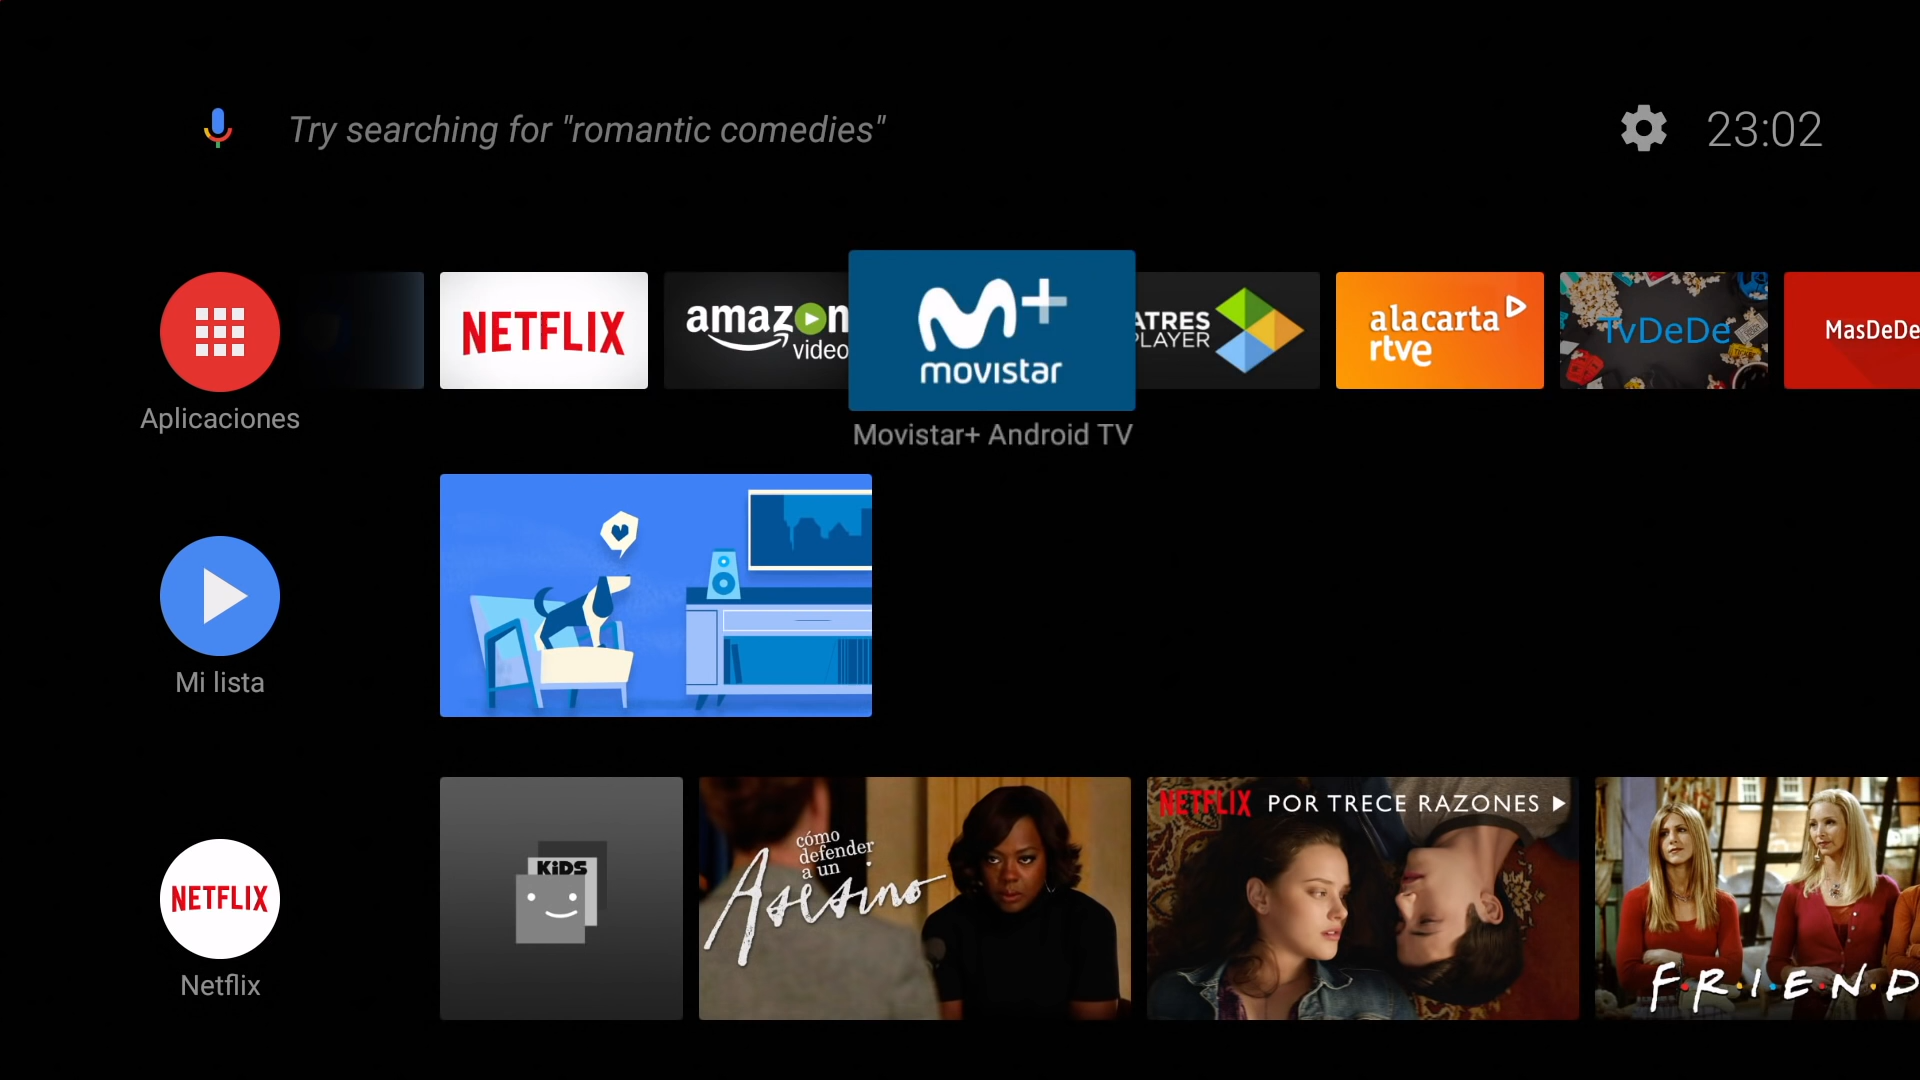 Try searching for "romantic comedies"
23:02
NETFLIX
amazon
video
movistar
ATRES
PLAYER
alacarta
rtve
TvDeDe
MasDeDe
Aplicaciones
Movistar+ Android TV
Mi lista
KiDS
cómo
defender
a un
Asesino
NETFLIX POR TRECE RAZONES
FRIEND
NETFLIX
Netflix